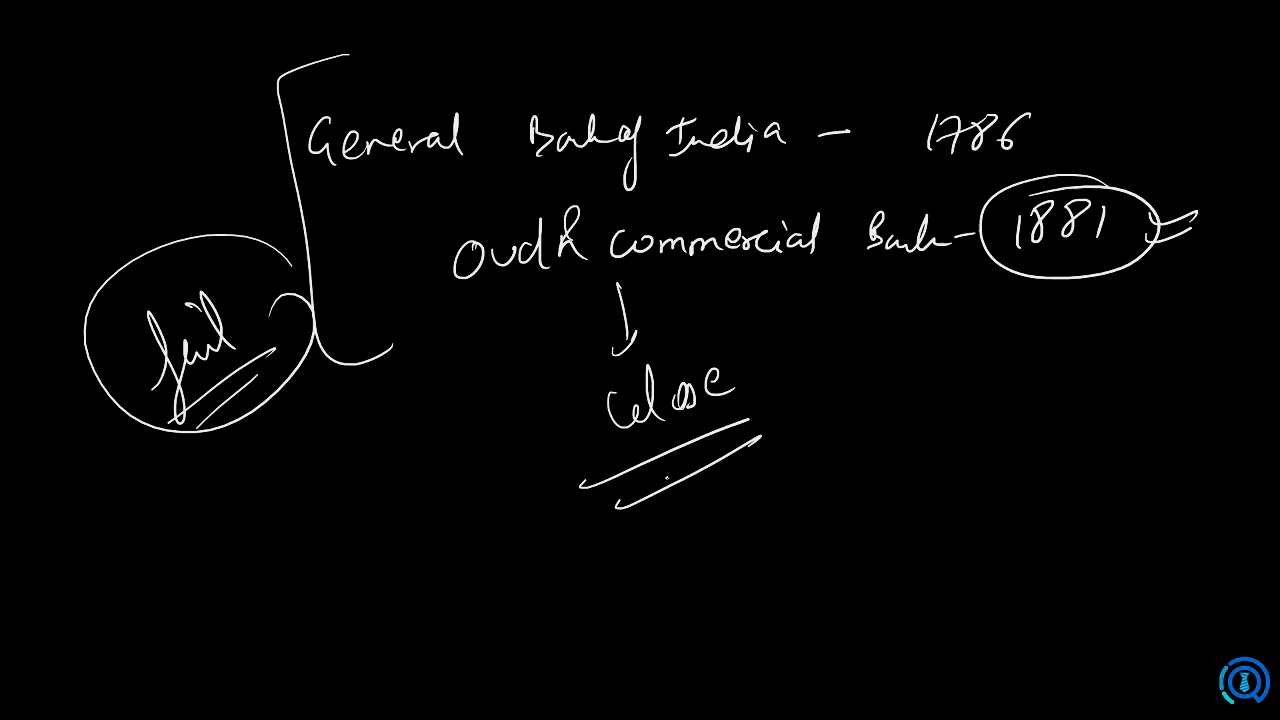 General Bank of India - 1786
Oudh commercial Bank - 1881
fail
close